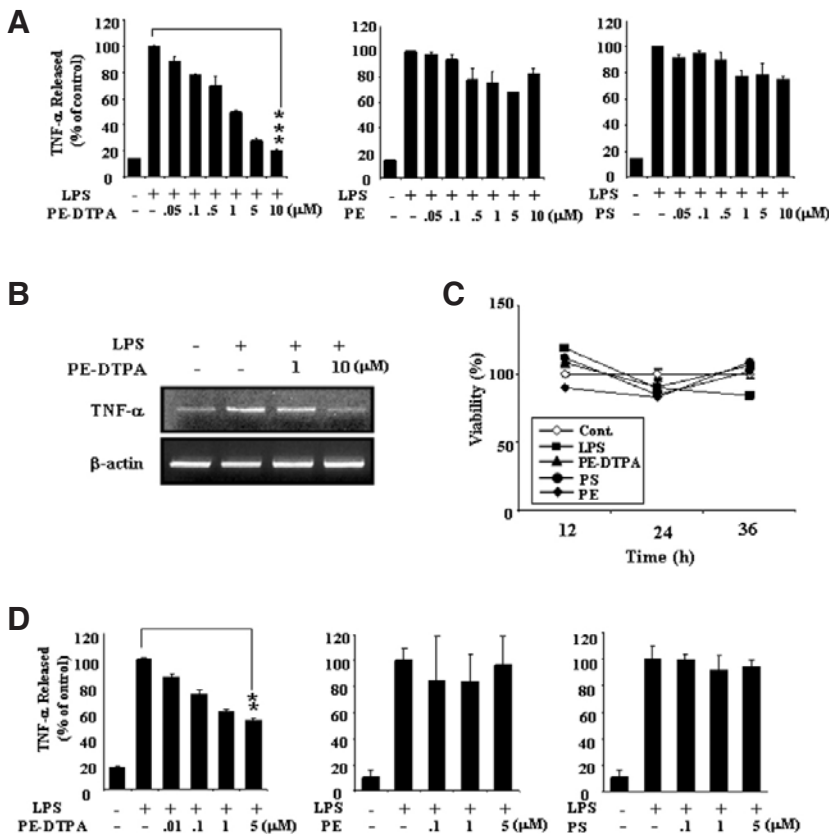 A
TNF-α Released
(% of control)
120
100
80
60
40
20
0
***
LPS - + + + + + + +
PE-DTPA - - .05 .1 .5 1 5 10 (μM)
120
100
80
60
40
20
0
LPS - + + + + + + +
PE - - .05 .1 .5 1 5 10 (μM)
120
100
80
60
40
20
0
LPS - + + + + + + +
PS - - .05 .1 .5 1 5 10 (μM)
B
LPS - + + +
PE-DTPA - - 1 10 (μM)
TNF-α
β-actin
C
Viability (%)
150
100
50
0
Cont.
LPS
PE-DTPA
PS
PE
12 24 36
Time (h)
D
TNF-α Released
(% of ontrol)
120
100
80
60
40
20
0
**
LPS - + + + + +
PE-DTPA - - .01 .1 1 5 (μM)
120
100
80
60
40
20
0
LPS - + + + +
PE - - .1 1 5 (μM)
120
100
80
60
40
20
0
LPS - + + + +
PS - - .1 1 5 (μM)